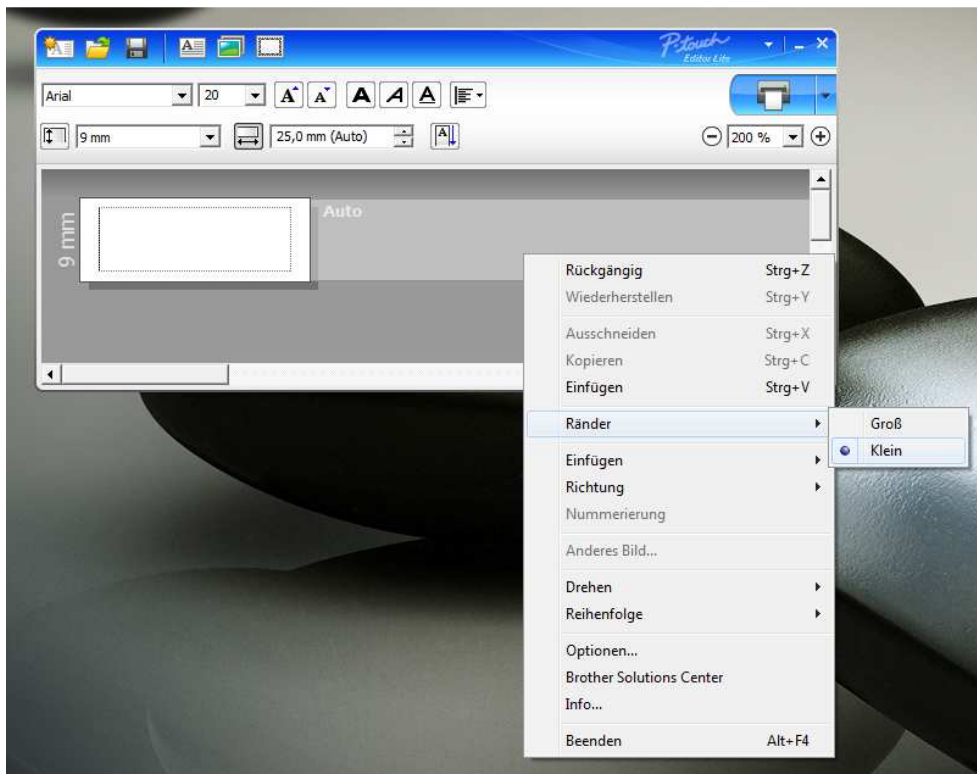 P-touch
Editor Lite
Arial
20
A
A
A
A
A
9 mm
25,0 mm (Auto)
A
200 %
9 mm
Auto
Rückgängig Strg+Z
Wiederherstellen Strg+Y
Ausschneiden Strg+X
Kopieren Strg+C
Einfügen Strg+V
Ränder
Groß
Klein
Einfügen
Richtung
Nummerierung
Anderes Bild...
Drehen
Reihenfolge
Optionen...
Brother Solutions Center
Info...
Beenden Alt+F4